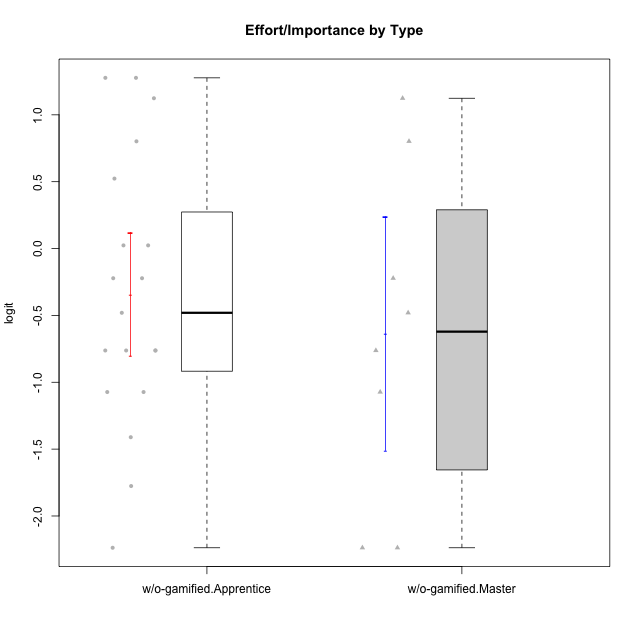 Effort/Importance by Type
logit
1.0
0.5
0.0
-0.5
-1.0
-1.5
-2.0
w/o-gamified.Apprentice
w/o-gamified.Master